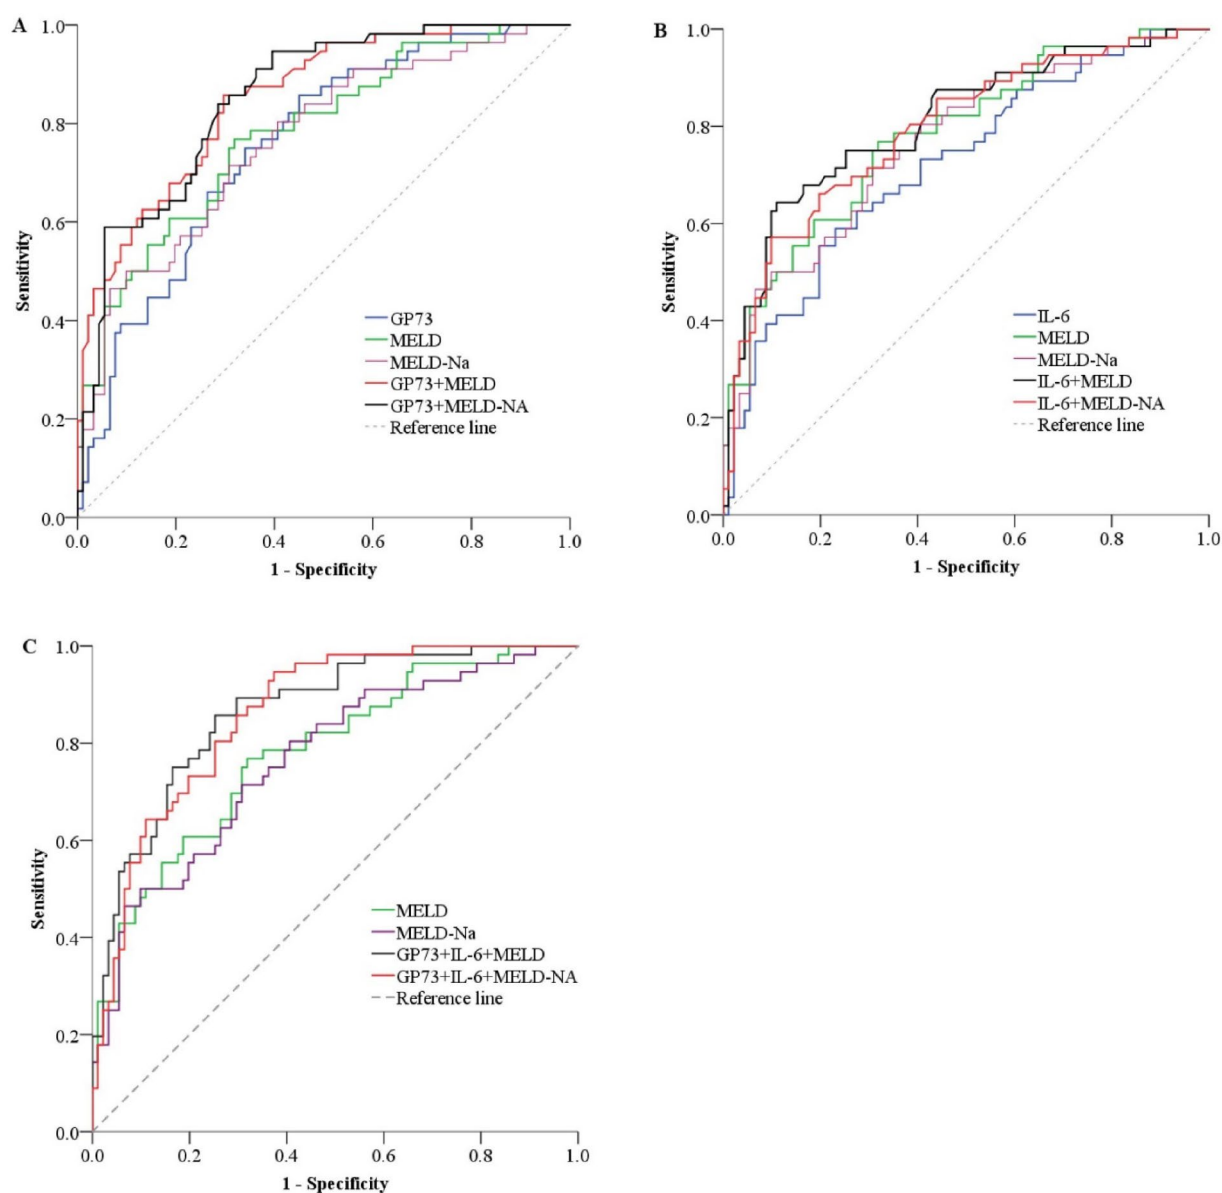 A
1.0
0.8
0.6
0.4
0.2
0.0
Sensitivity
GP73
MELD
MELD-Na
GP73+MELD
GP73+MELD-NA
Reference line
0.0 0.2 0.4 0.6 0.8 1.0
1 - Specificity
B
1.0
0.8
0.6
0.4
0.2
0.0
Sensitivity
IL-6
MELD
MELD-Na
IL-6+MELD
IL-6+MELD-NA
Reference line
0.0 0.2 0.4 0.6 0.8 1.0
1 - Specificity
C
1.0
0.8
0.6
0.4
0.2
0.0
Sensitivity
MELD
MELD-Na
GP73+IL-6+MELD
GP73+IL-6+MELD-NA
Reference line
0.0 0.2 0.4 0.6 0.8 1.0
1 - Specificity